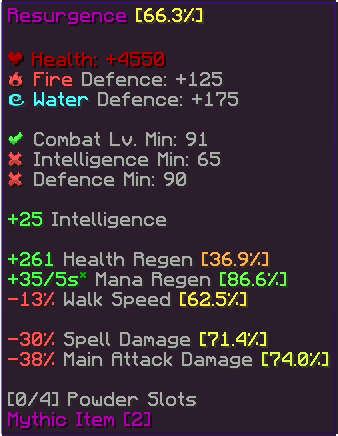 Resurgence [66.3%]
Health: +4550
Fire Defence: +125
Water Defence: +175
Combat Lv. Min: 91
Intelligence Min: 65
Defence Min: 90
+25 Intelligence
+261 Health Regen [36.9%]
+35/5s* Mana Regen [86.6%]
-13% Walk Speed [62.5%]
-30% Spell Damage [71.4%]
-38% Main Attack Damage [74.0%]
[0/4] Powder Slots
Mythic Item [2]